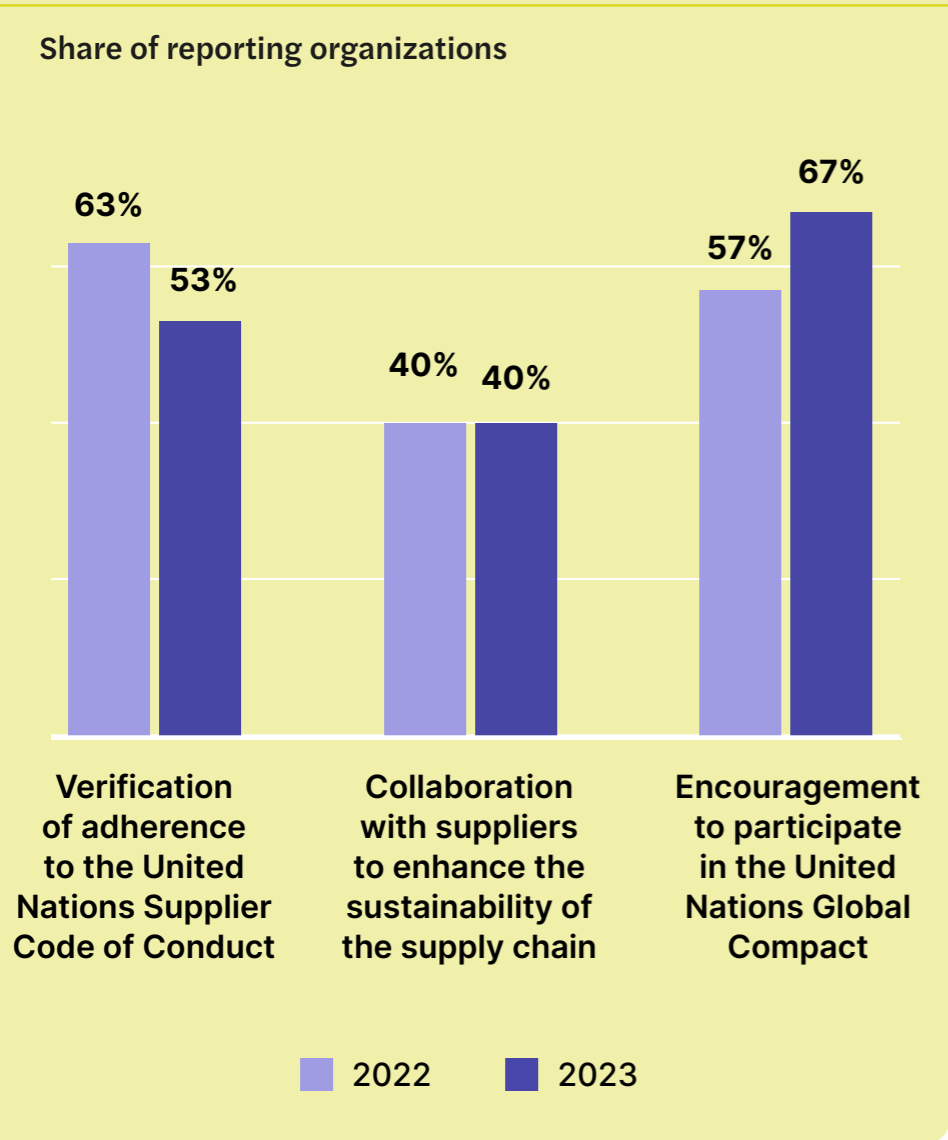 Share of reporting organizations
63%
53%
40%
40%
57%
67%
Verification
of adherence
to the United
Nations Supplier
Code of Conduct
Collaboration
with suppliers
to enhance the
sustainability of
the supply chain
Encouragement
to participate
in the United
Nations Global
Compact
2022
2023